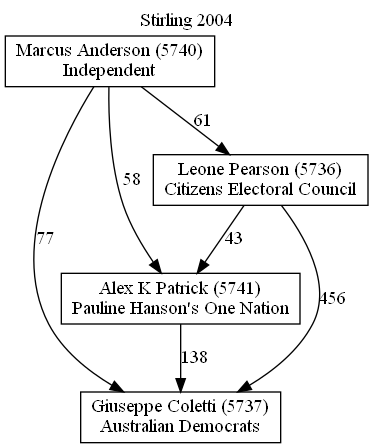 Stirling 2004
Marcus Anderson (5740)
Independent
61
Leone Pearson (5736)
Citizens Electoral Council
58
77
43
Alex K Patrick (5741)
Pauline Hanson's One Nation
456
138
Giuseppe Coletti (5737)
Australian Democrats